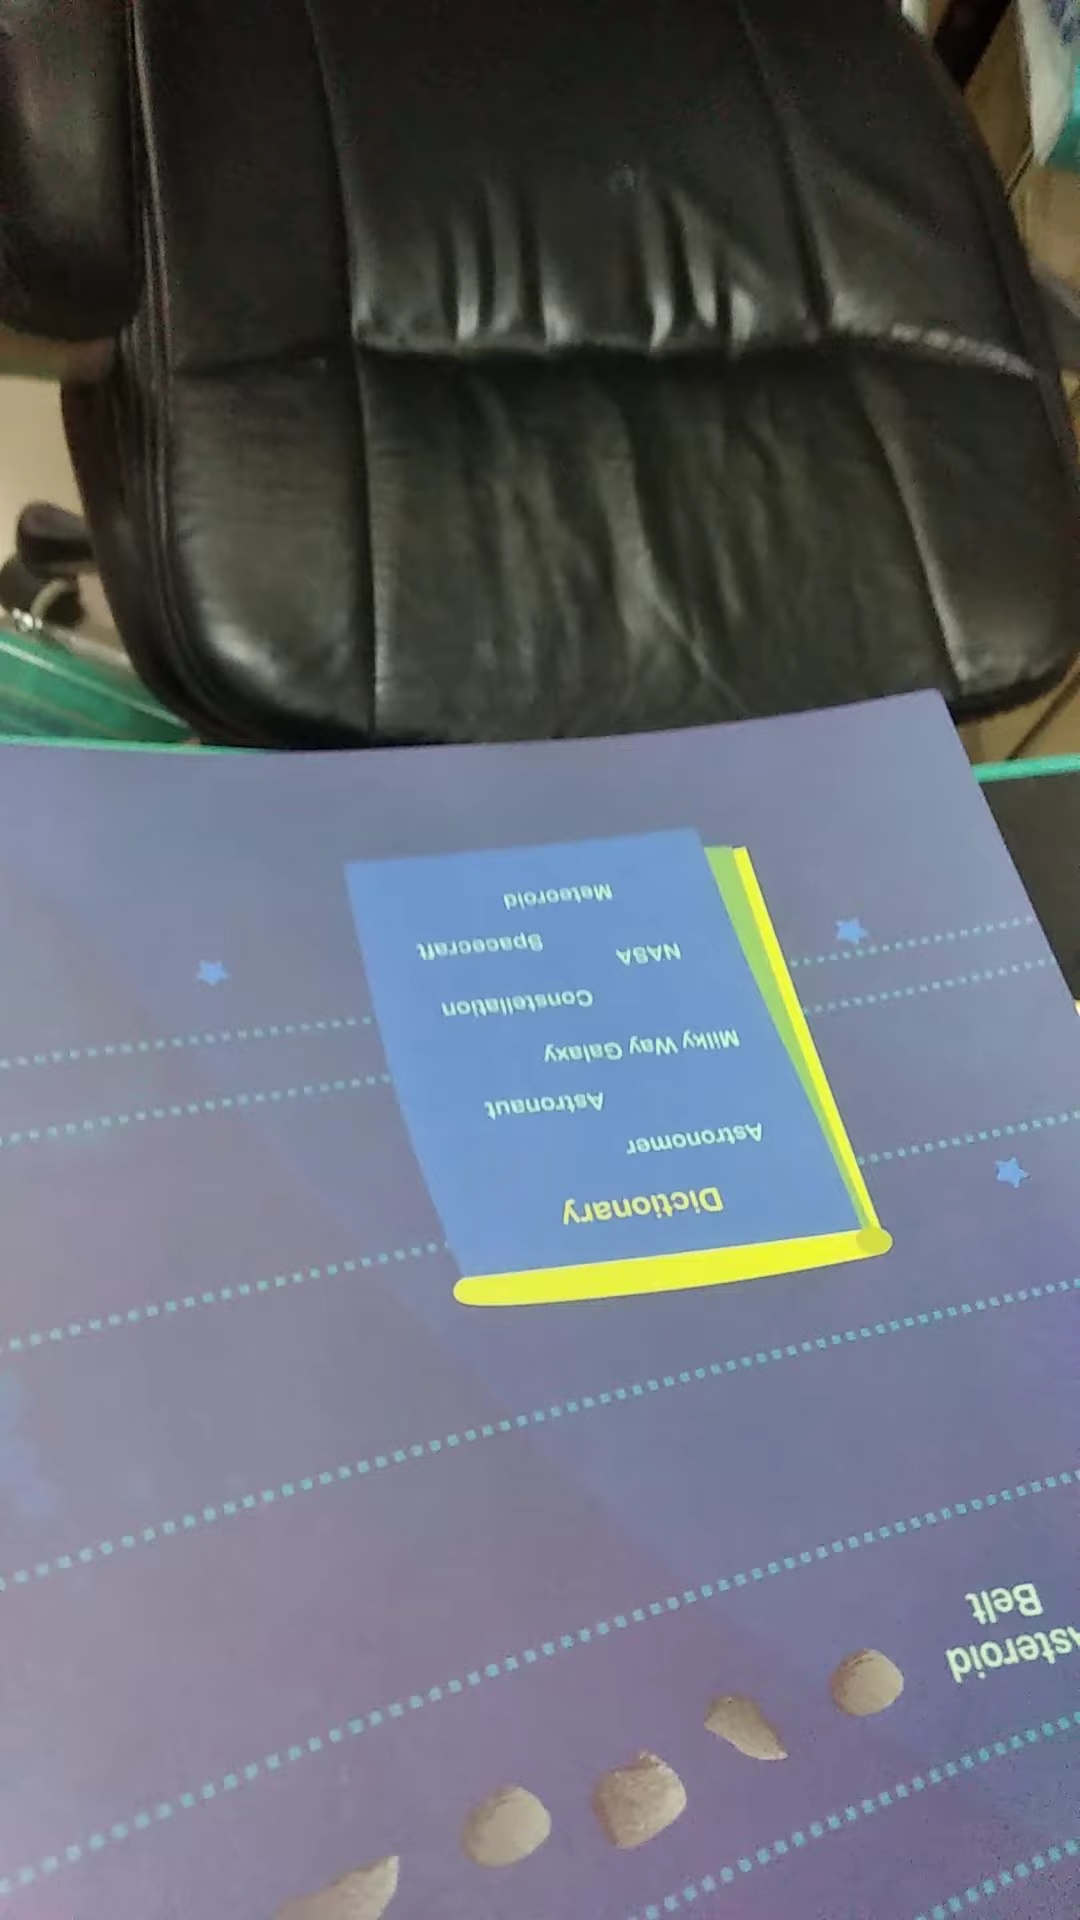 Dictionary
Astronomer
Astronaut
Milky Way Galaxy
Constellation
NASA
Spacecraft
Meteoroid
Belt